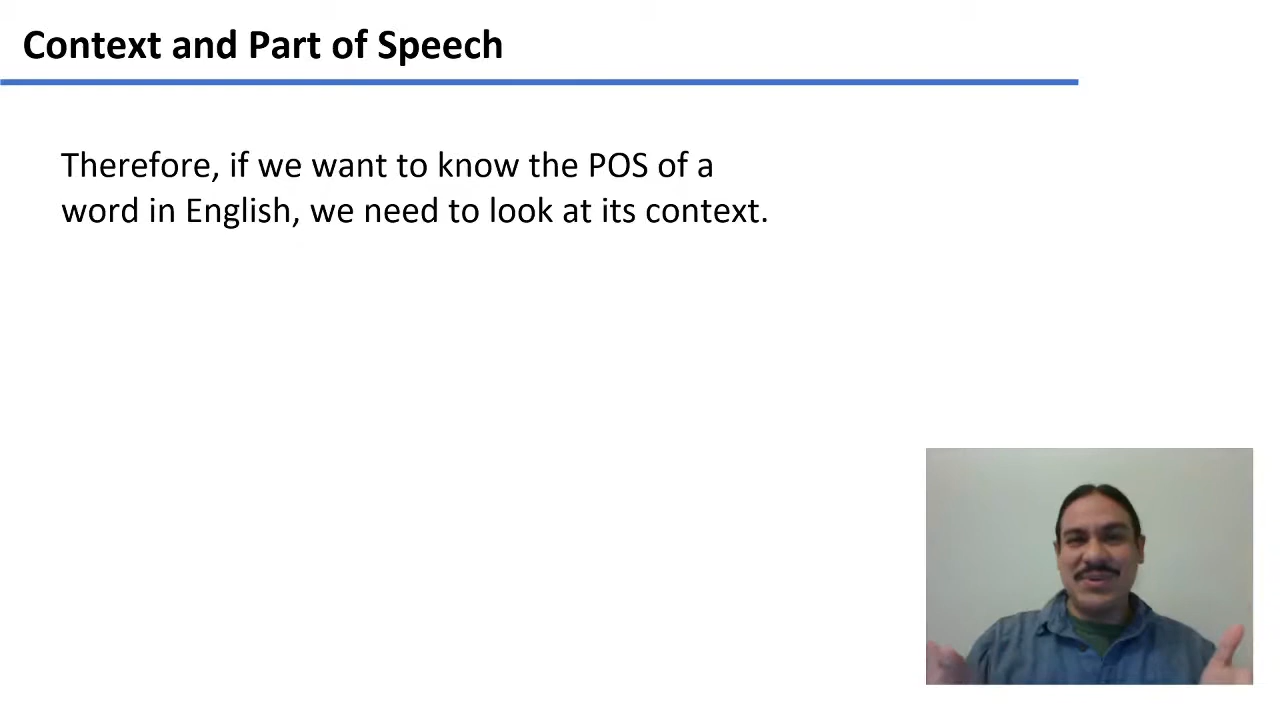 Context and Part of Speech
Therefore, if we want to know the POS of a
word in English, we need to look at its context.